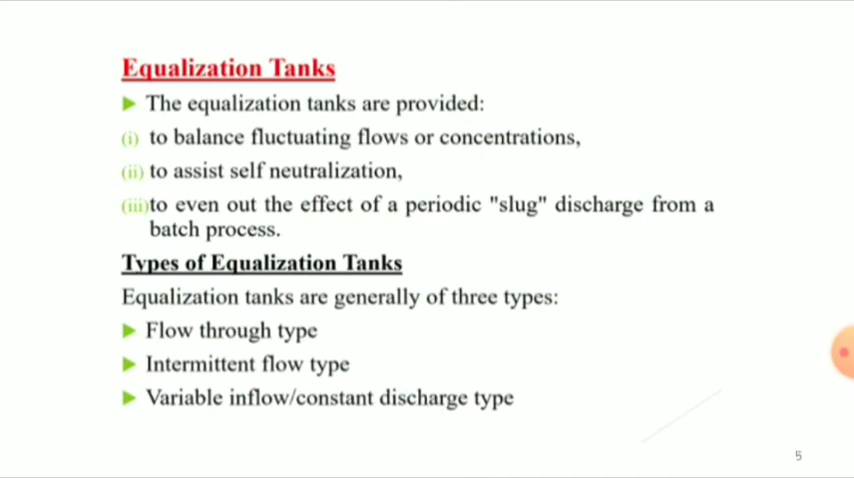 Equalization Tanks
The equalization tanks are provided:
(i) to balance fluctuating flows or concentrations,
(ii) to assist self neutralization,
(iii)to even out the effect of a periodic "slug" discharge from a
batch process.
Types of Equalization Tanks
Equalization tanks are generally of three types:
Flow through type
Intermittent flow type
Variable inflow/constant discharge type
5